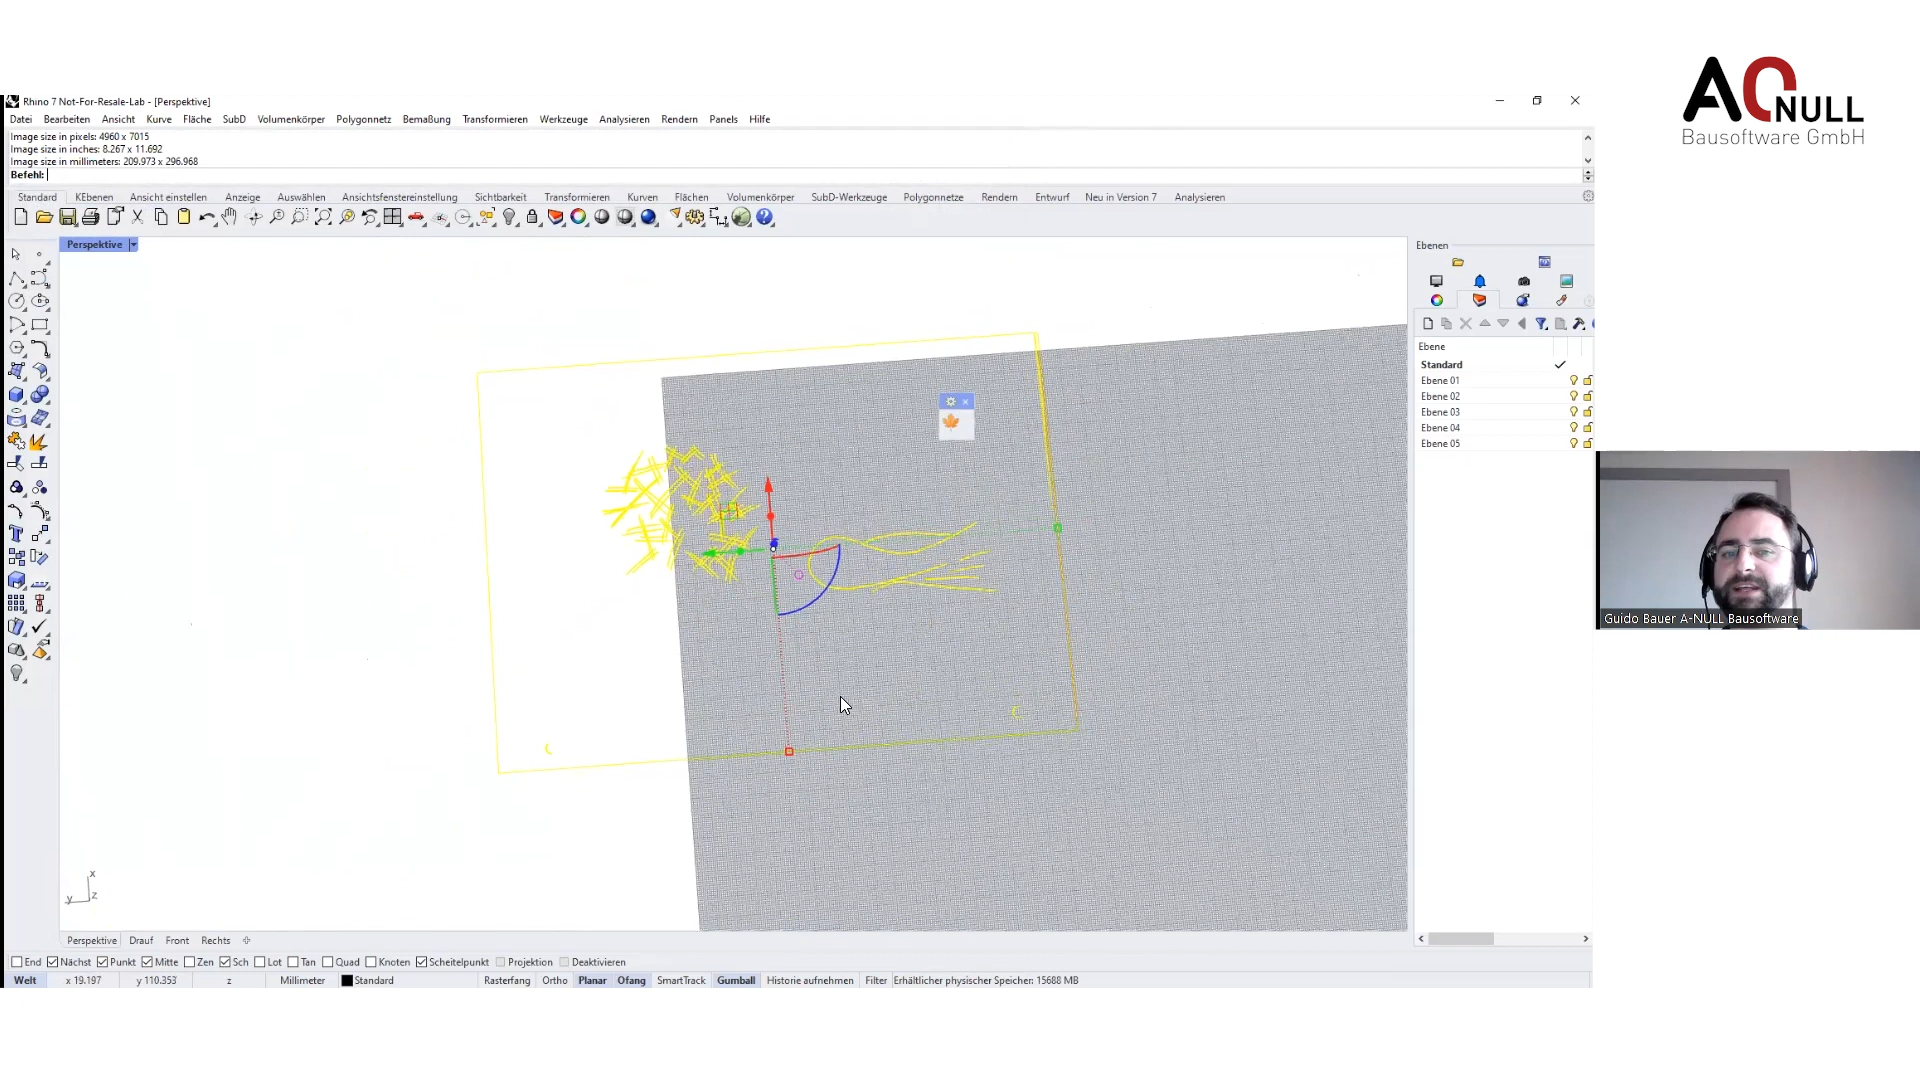 A NULL
Bausoftware GmbH
Rhino 7 Not-For-Resale-Lab - [Perspektive]
Datei Bearbeiten Ansicht Kurve Fläche SubD Volumenkörper Polygonnetz Bemaßung Transformieren Werkzeuge Analysieren Rendern Panels Hilfe
Image size in pixels: 4960 x 7015
Image size in inches: 8.267 x 11.692
Image size in millimeters: 209.973 x 296.968
Befehl:
Standard KEbenen Ansicht einstellen Anzeige Auswählen Ansichtsfenstereinstellung Sichtbarkeit Transformieren Kurven Flächen Volumenkörper SubD-Werkzeuge Polygonnetze Rendern Entwurf Neu in Version 7 Analysieren
Perspektive
Ebenen
Ebene
Standard
Ebene 01
Ebene 02
Ebene 03
Ebene 04
Ebene 05
Guido Bauer A-NULL Bausoftware
x
y
z
Perspektive Drauf Front Rechts
End Nächst Punkt Mitte Zen Sch Lot Tan Quad Knoten Scheitelpunkt Projektion Deaktivieren
Welt x 19.197 y 110.353 z Millimeter Standard Rasterfang Ortho Planar Ofang SmartTrack Gumball Historie aufnehmen Filter Erhältlicher physischer Speicher: 15688 MB